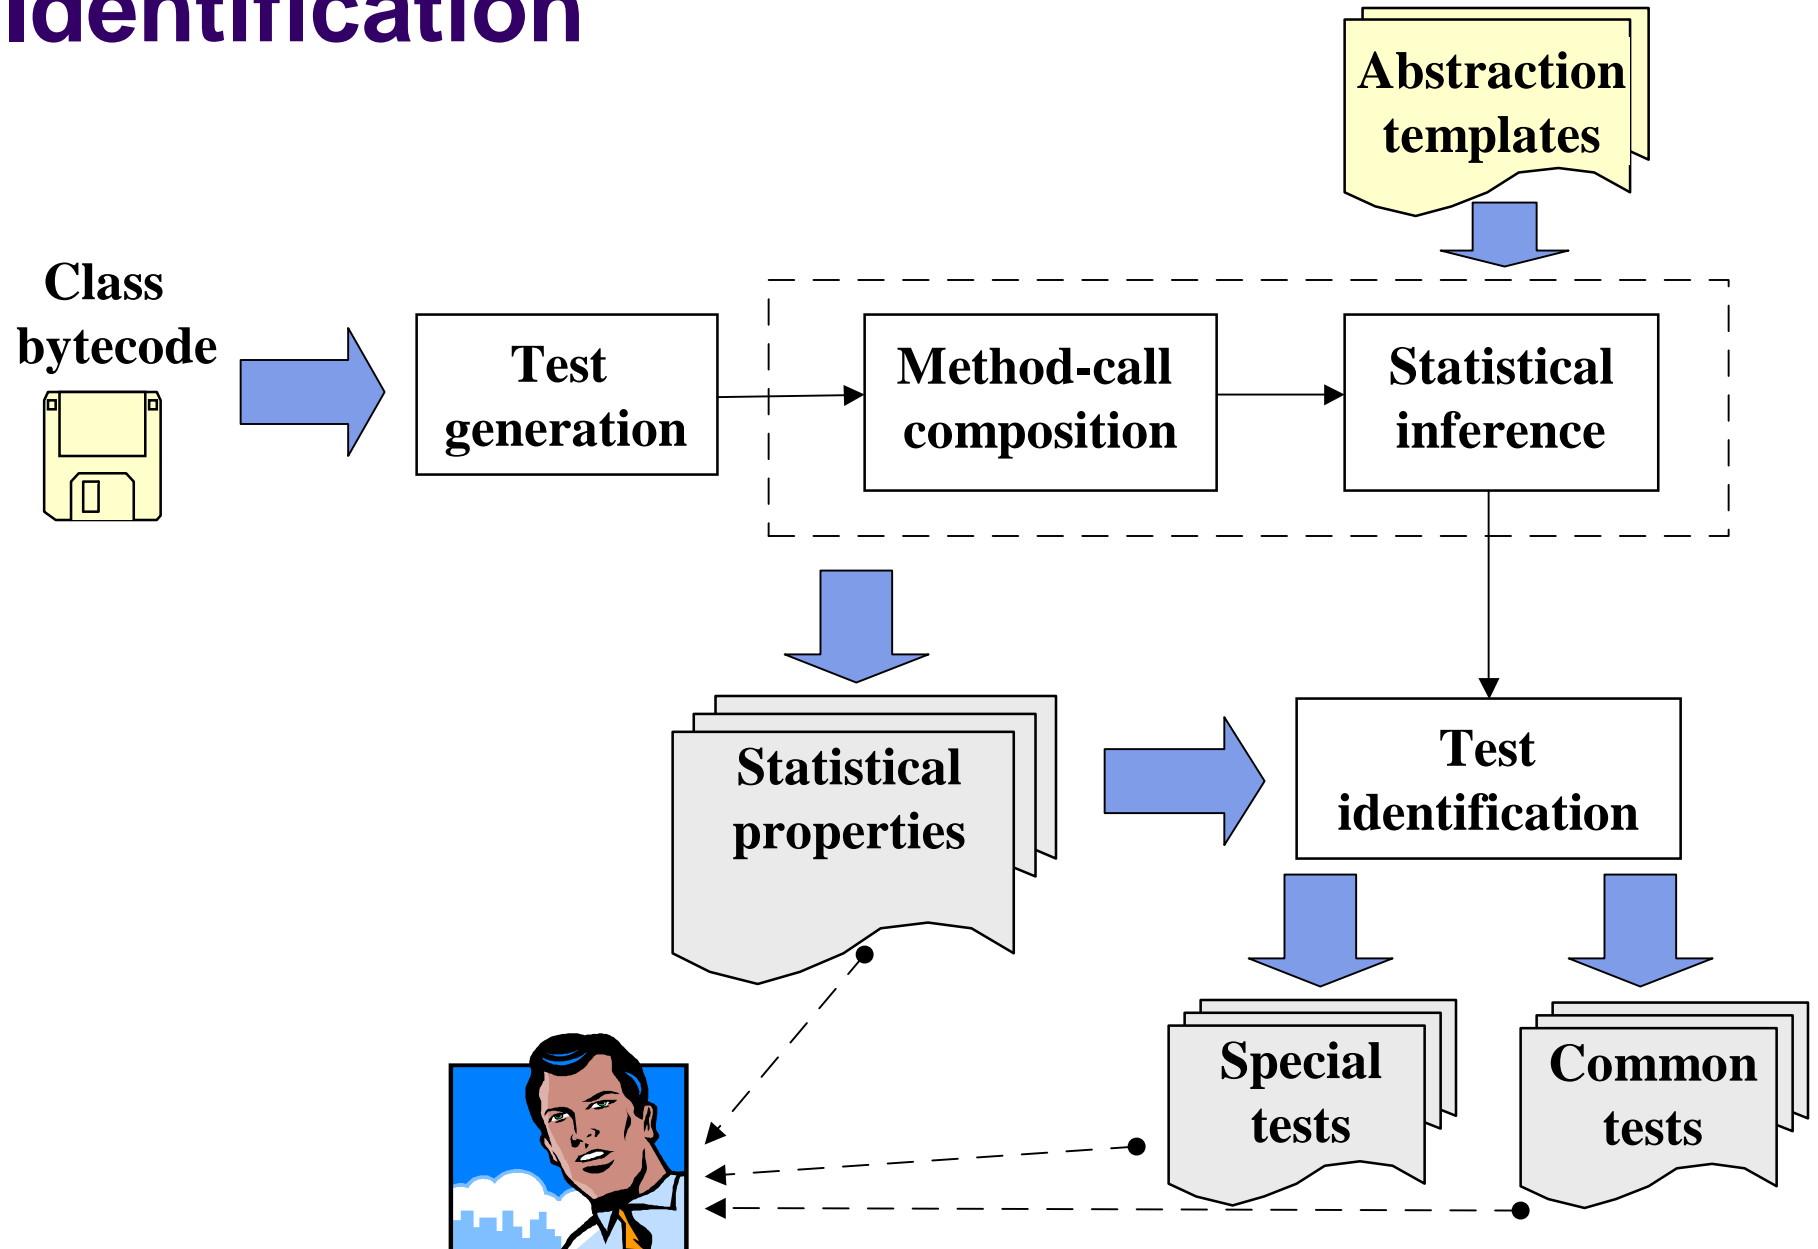 Identification
Abstraction
templates
Class
bytecode
Test
generation
Method-call
composition
Statistical
inference
Statistical
properties
Test
identification
Special
tests
Common
tests